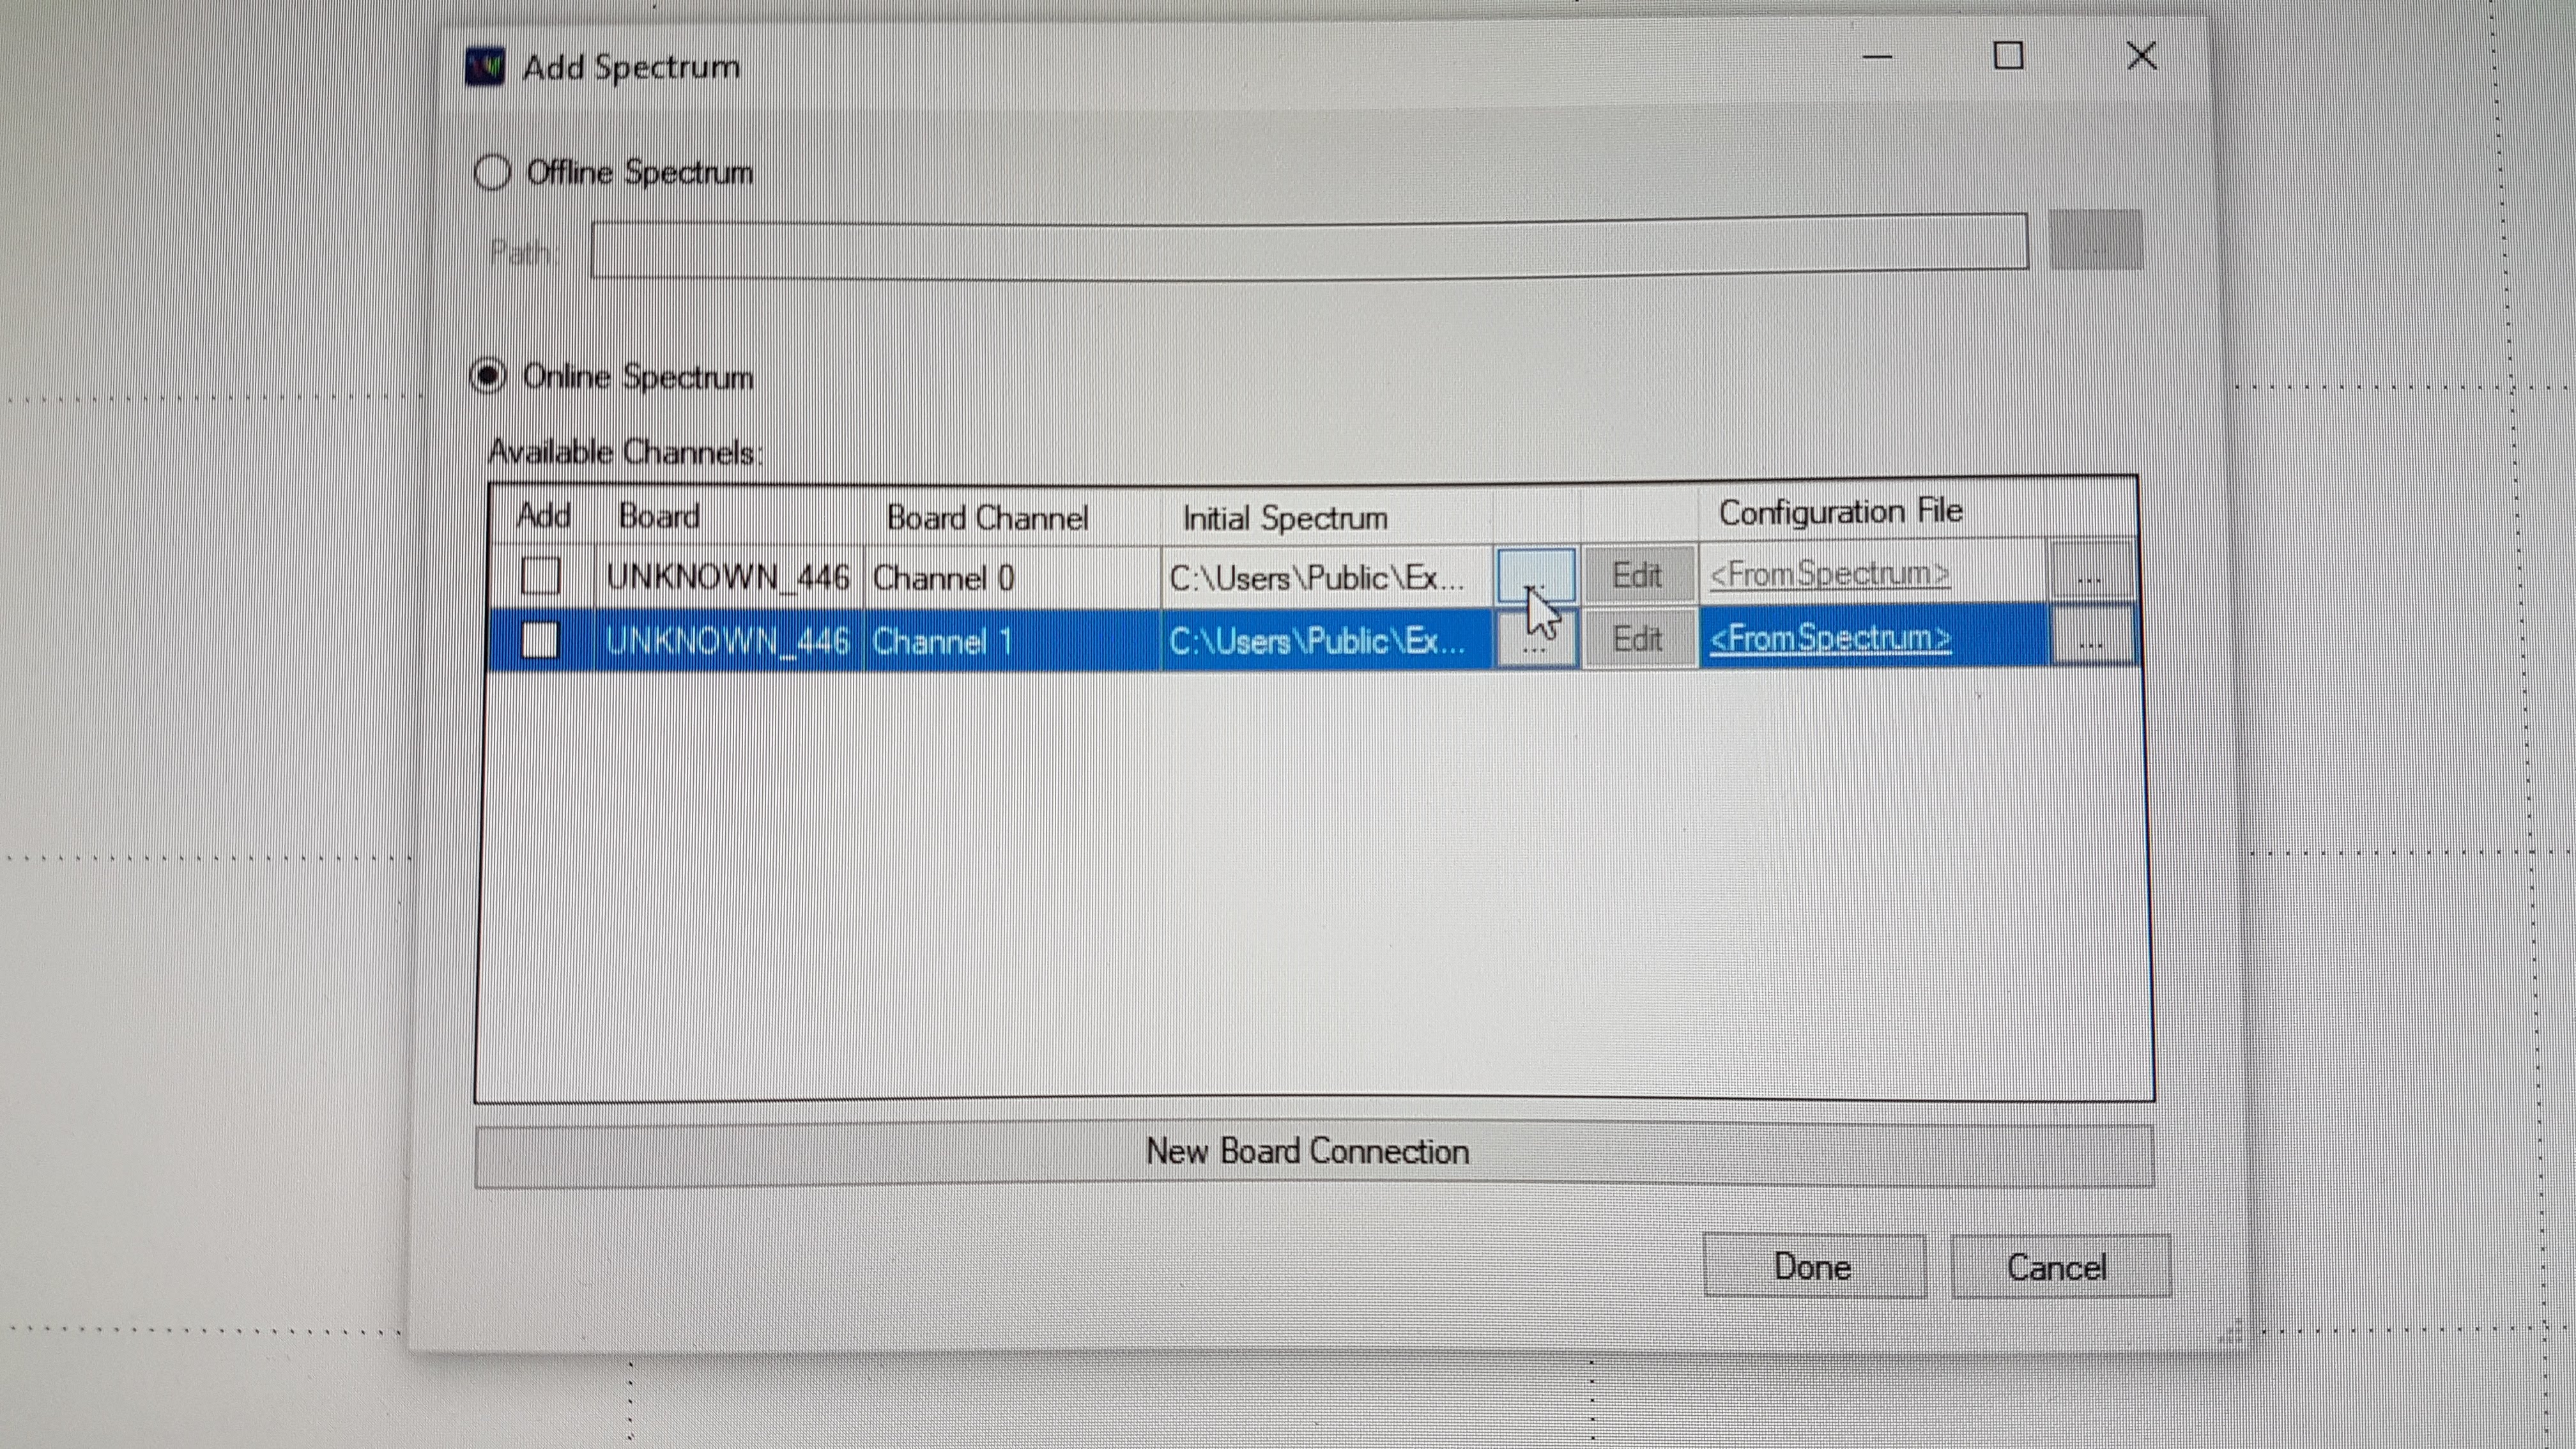 Add Spectrum
Offline Spectrum
Path:
...
Online Spectrum
Available Channels:
Add Board Board Channel Initial Spectrum Configuration File
UNKNOWN_446 Channel 0 C:\Users\Public\Ex... ... Edit <FromSpectrum> ...
UNKNOWN_446 Channel 1 C:\Users\Public\Ex... ... Edit <FromSpectrum> ...
New Board Connection
Done Cancel